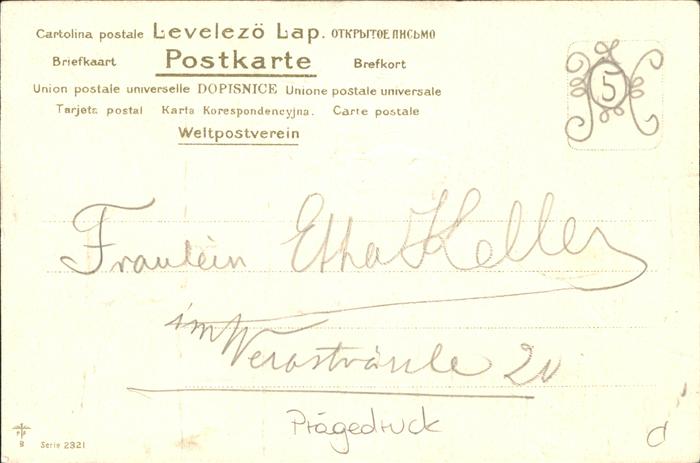 Cartolina postale Levelező Lap. ОТКРЫТОЕ ПИСЬМО
Briefkaart Postkarte Brefkort
Union postale universelle DOPISNICE Unione postale universale
Tarjeta postal Karta Korespondencyjna. Carte postale
Weltpostverein
5
Fräulein Etha Heller
im
20
Prägedruck
Serie 2321